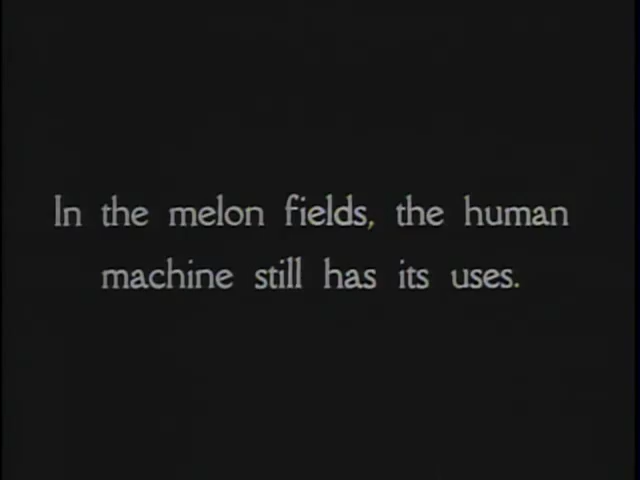 In the melon fields, the human
machine still has its uses.